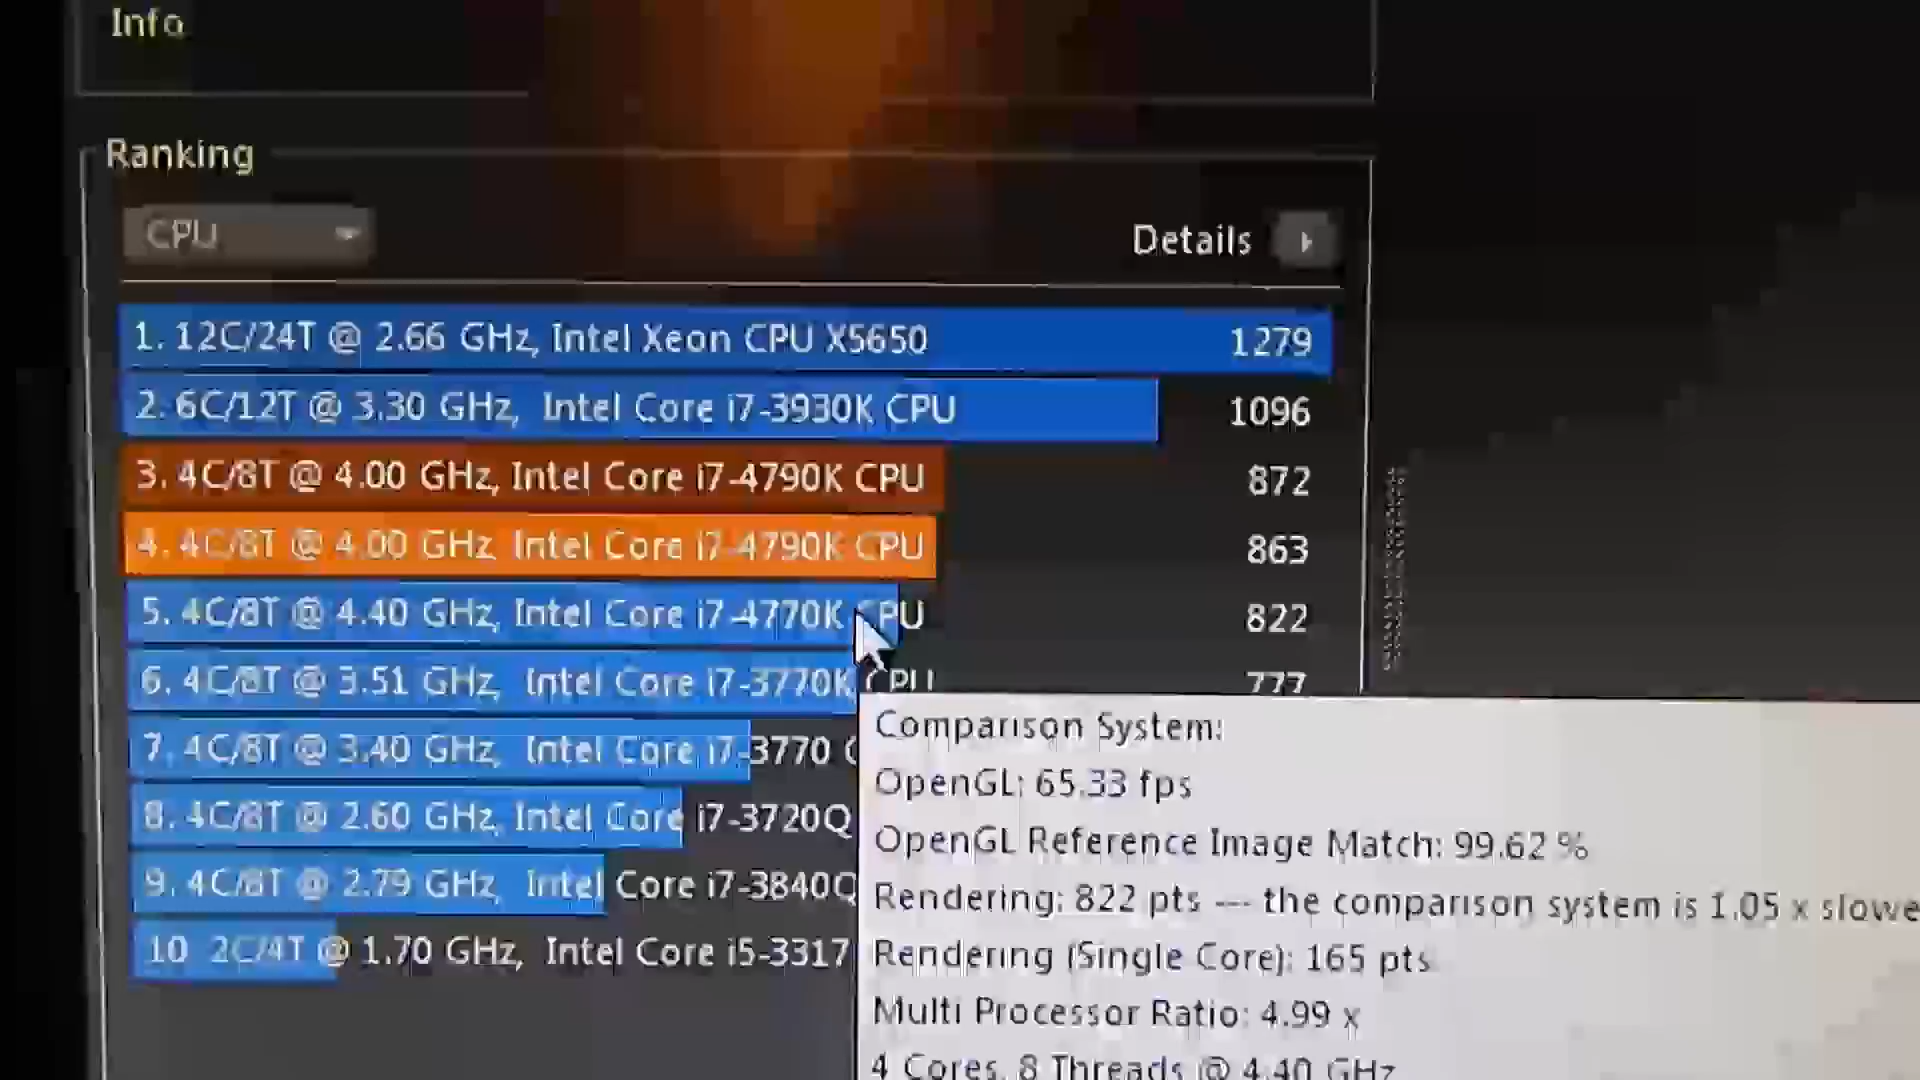 Info
Ranking
CPU
Details
1. 12C/24T @ 2.66 GHz, Intel Xeon CPU X5650 1279
2. 6C/12T @ 3.30 GHz, Intel Core i7-3930K CPU 1096
3. 4C/8T @ 4.00 GHz, Intel Core i7-4790K CPU 872
4. 4C/8T @ 4.00 GHz, Intel Core i7-4790K CPU 863
5. 4C/8T @ 4.40 GHz, Intel Core i7-4770K CPU 822
6. 4C/8T @ 3.51 GHz, Intel Core i7-3770K CPU 777
7. 4C/8T @ 3.40 GHz, Intel Core i7-3770 C
8. 4C/8T @ 2.60 GHz, Intel Core i7-3720Q
9. 4C/8T @ 2.79 GHz, Intel Core i7-3840Q
10 2C/4T @ 1.70 GHz, Intel Core i5-3317
Comparison System:
OpenGL: 65.33 fps
OpenGL Reference Image Match: 99.62 %
Rendering: 822 pts --- the comparison system is 1.05 x slowe
Rendering (Single Core): 165 pts
Multi Processor Ratio: 4.99 x
4 Cores, 8 Threads @ 4.40 GHz